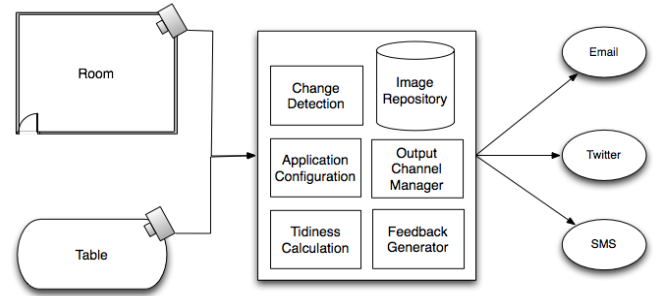 Room
Table
Change
Detection
Image
Repository
Application
Configuration
Output
Channel
Manager
Tidiness
Calculation
Feedback
Generator
Email
Twitter
SMS